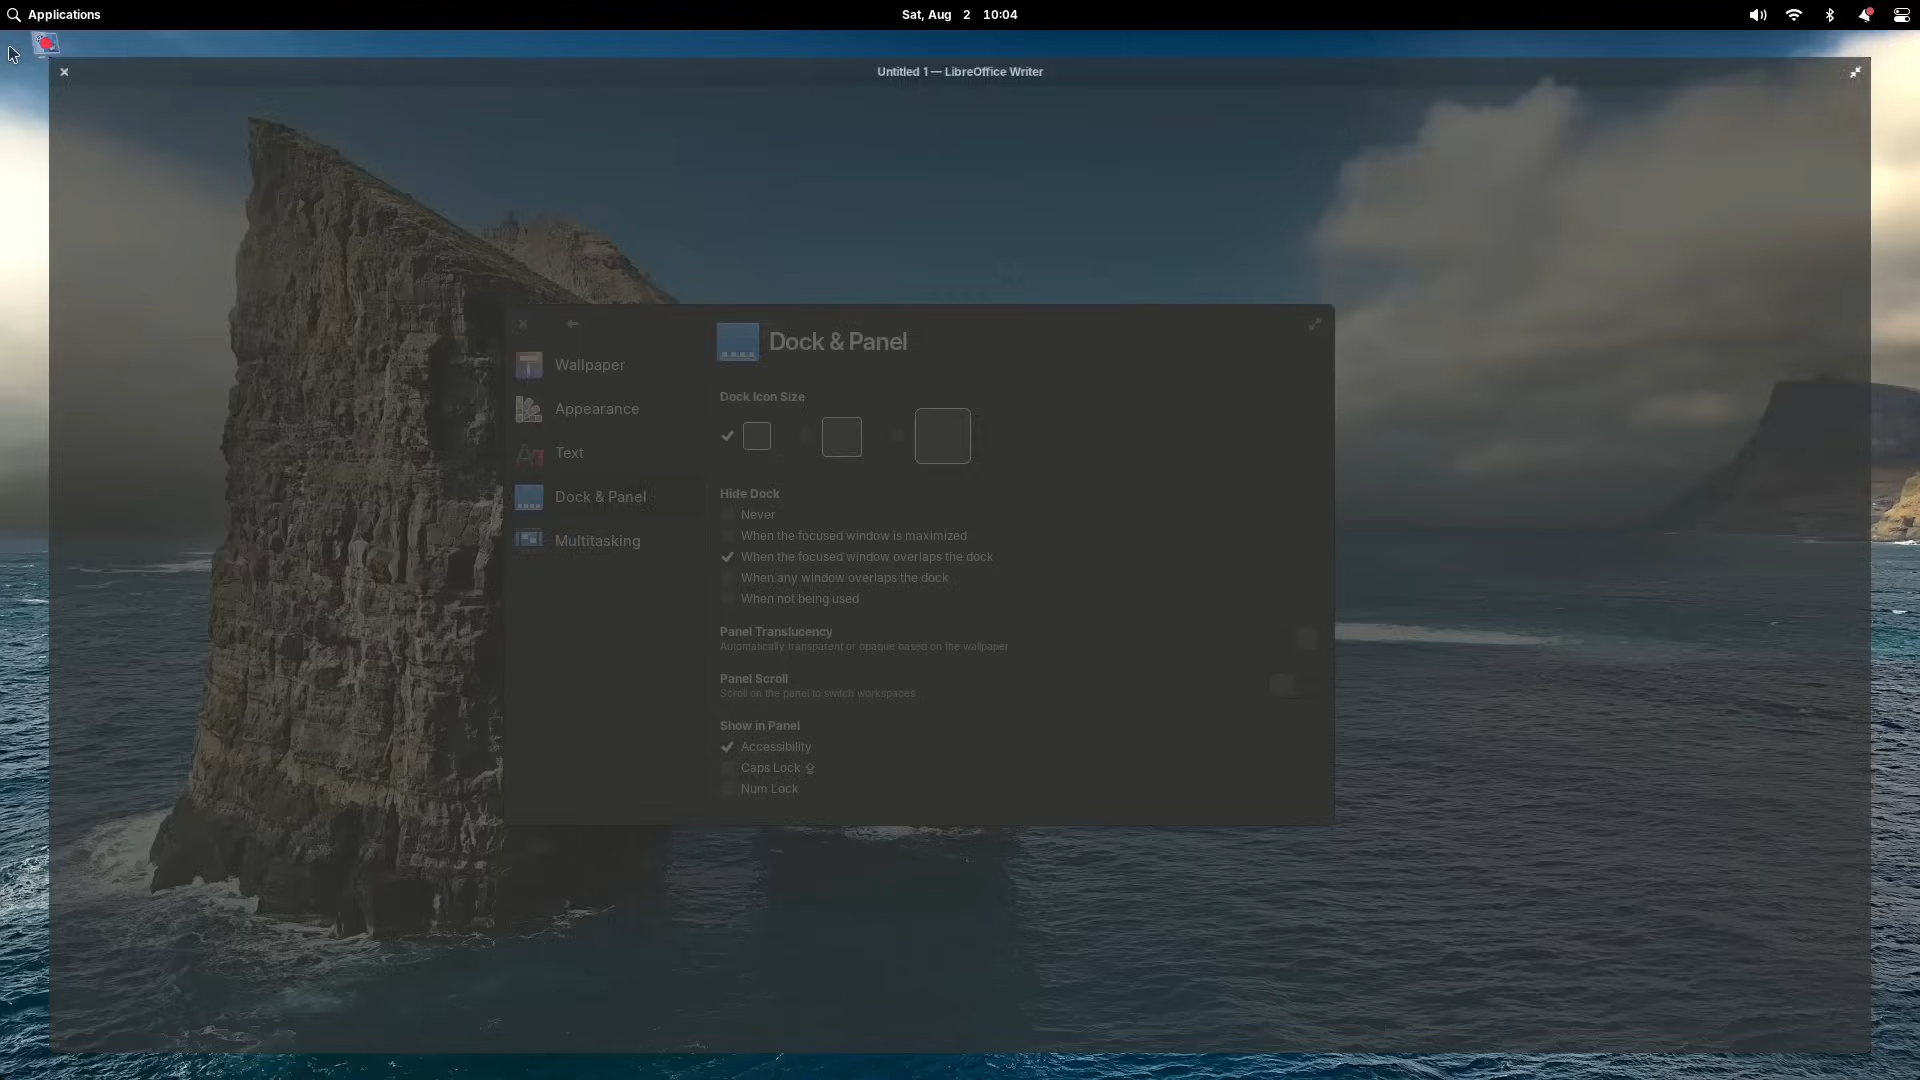 Applications
Sat, Aug 2 10:04
Untitled 1 — LibreOffice Writer
Wallpaper
Appearance
Text
Dock & Panel
Multitasking
Dock & Panel
Dock Icon Size
Hide Dock
Never
When the focused window is maximized
When the focused window overlaps the dock
When any window overlaps the dock
When not being used
Panel Translucency
Automatically transparent or opaque based on the wallpaper
Panel Scroll
Scroll on the panel to switch workspaces
Show in Panel
Accessibility
Caps Lock ⇪
Num Lock